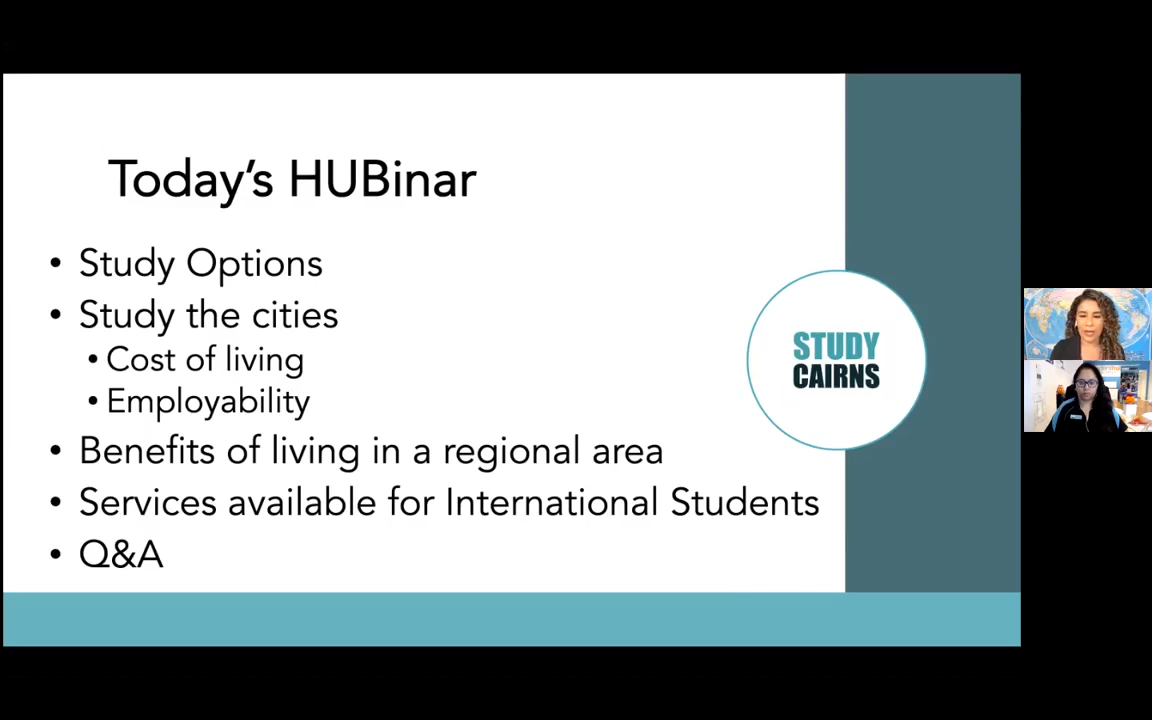 Today's HUBinar
• Study Options
• Study the cities
• Cost of living
• Employability
• Benefits of living in a regional area
• Services available for International Students
• Q&A
STUDY
CAIRNS